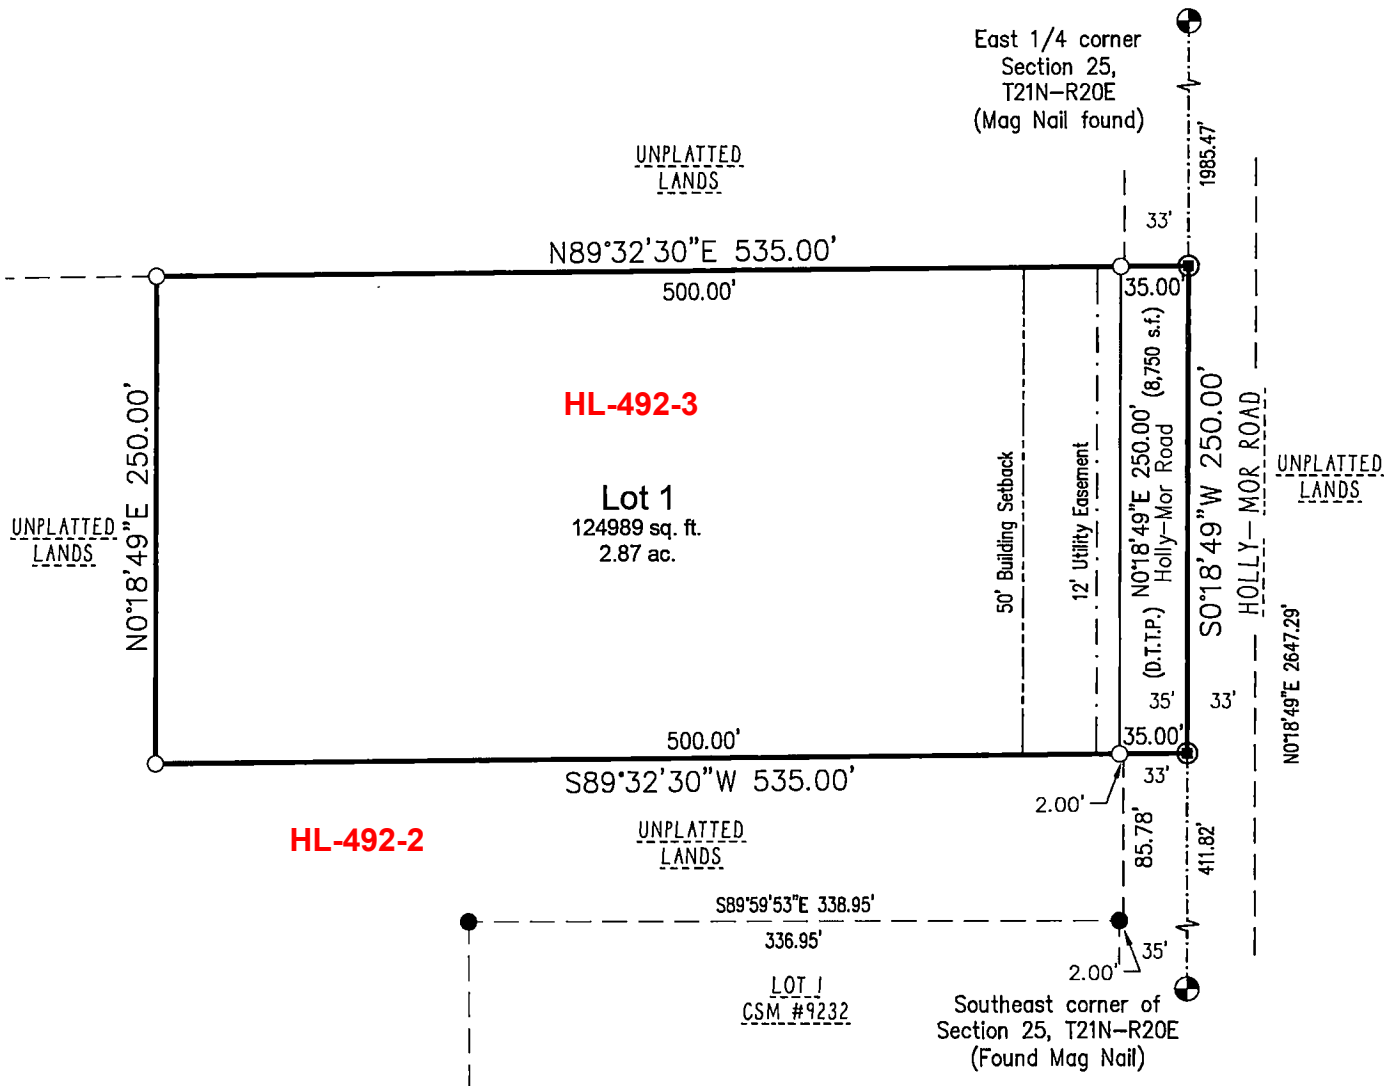 East 1/4 corner
Section 25,
T21N-R20E
(Mag Nail found)
1985.47'
UNPLATTED
LANDS
33'
N89°32'30"E 535.00'
500.00'
35.00'
HL-492-3
Lot 1
124989 sq. ft.
2.87 ac.
UNPLATTED
LANDS
N0°18'49"E 250.00'
50' Building Setback
12' Utility Easement
(D.T.T.P.) N0°18'49"E 250.00' (8,750 s.f.)
Holly-Mor Road
S0°18'49"W 250.00'
HOLLY-MOR ROAD
UNPLATTED
LANDS
N0°18'49"E 2647.29'
35'
33'
500.00'
35.00'
S89°32'30"W 535.00'
33'
2.00'
HL-492-2
UNPLATTED
LANDS
85.78'
411.82'
S89°59'53"E 338.95'
336.95'
35'
2.00'
LOT 1
CSM #9232
Southeast corner of
Section 25, T21N-R20E
(Found Mag Nail)